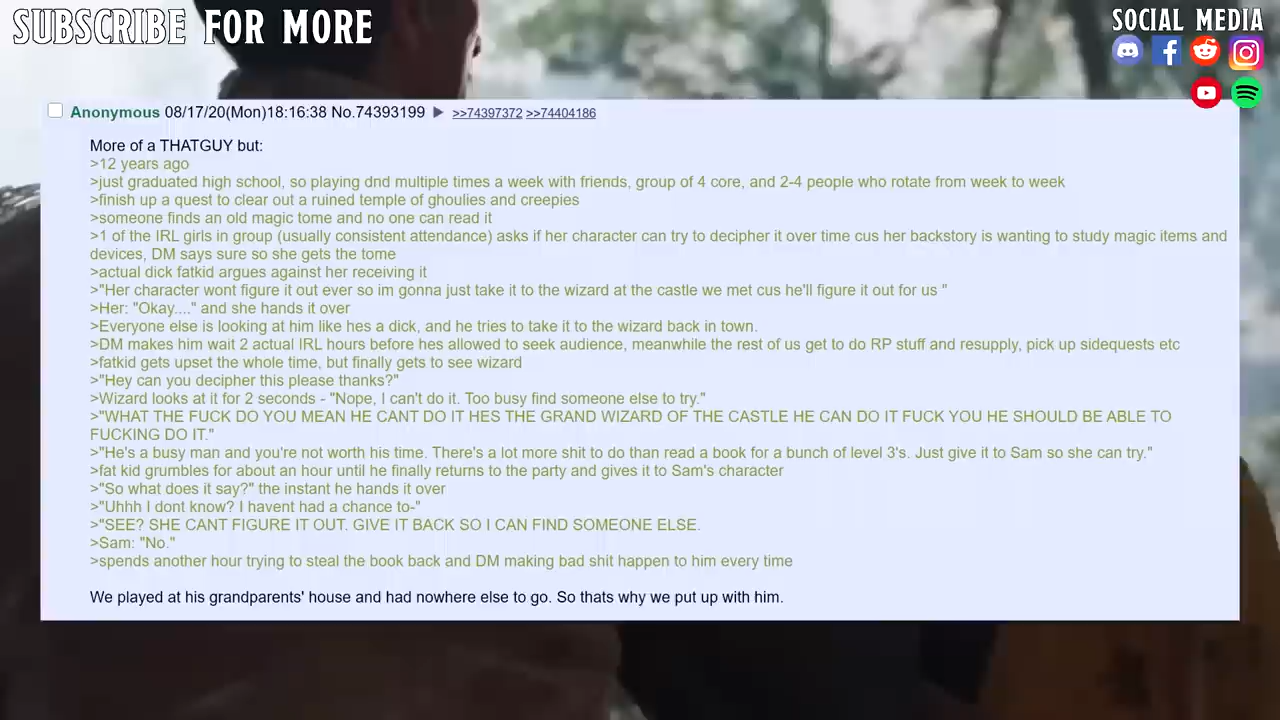 SUBSCRIBE FOR MORE
SOCIAL MEDIA
Anonymous 08/17/20(Mon)18:16:38 No.74393199 ▶ >>74397372 >>74404186
More of a THATGUY but:
>12 years ago
>just graduated high school, so playing dnd multiple times a week with friends, group of 4 core, and 2-4 people who rotate from week to week
>finish up a quest to clear out a ruined temple of ghoulies and creepies
>someone finds an old magic tome and no one can read it
>1 of the IRL girls in group (usually consistent attendance) asks if her character can try to decipher it over time cus her backstory is wanting to study magic items and
devices, DM says sure so she gets the tome
>actual dick fatkid argues against her receiving it
>"Her character wont figure it out ever so im gonna just take it to the wizard at the castle we met cus he'll figure it out for us "
>Her: "Okay...." and she hands it over
>Everyone else is looking at him like hes a dick, and he tries to take it to the wizard back in town.
>DM makes him wait 2 actual IRL hours before hes allowed to seek audience, meanwhile the rest of us get to do RP stuff and resupply, pick up sidequests etc
>fatkid gets upset the whole time, but finally gets to see wizard
>"Hey can you decipher this please thanks?"
>Wizard looks at it for 2 seconds - "Nope, I can't do it. Too busy find someone else to try."
>"WHAT THE FUCK DO YOU MEAN HE CANT DO IT HES THE GRAND WIZARD OF THE CASTLE HE CAN DO IT FUCK YOU HE SHOULD BE ABLE TO
FUCKING DO IT."
>"He's a busy man and you're not worth his time. There's a lot more shit to do than read a book for a bunch of level 3's. Just give it to Sam so she can try."
>fat kid grumbles for about an hour until he finally returns to the party and gives it to Sam's character
>"So what does it say?" the instant he hands it over
>"Uhhh I dont know? I havent had a chance to-"
>"SEE? SHE CANT FIGURE IT OUT. GIVE IT BACK SO I CAN FIND SOMEONE ELSE.
>Sam: "No."
>spends another hour trying to steal the book back and DM making bad shit happen to him every time
We played at his grandparents' house and had nowhere else to go. So thats why we put up with him.